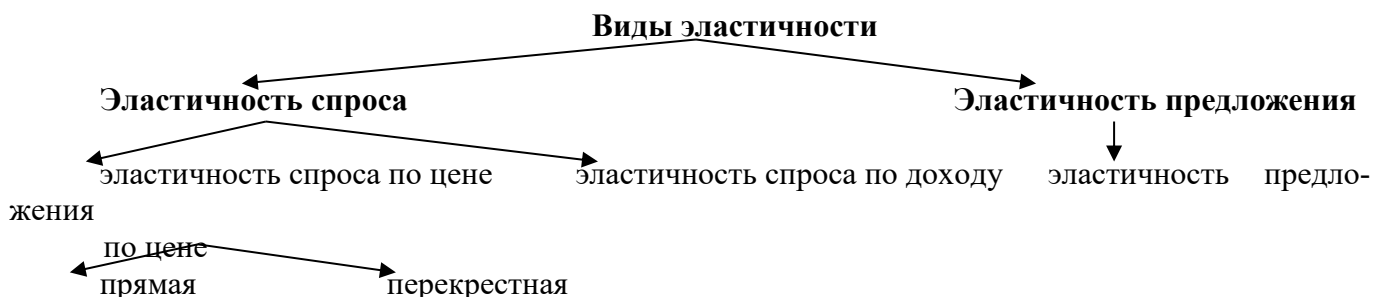 Виды эластичности
Эластичность спроса Эластичность предложения
эластичность спроса по цене эластичность спроса по доходу эластичность предло-
жения
по цене
прямая перекрестная